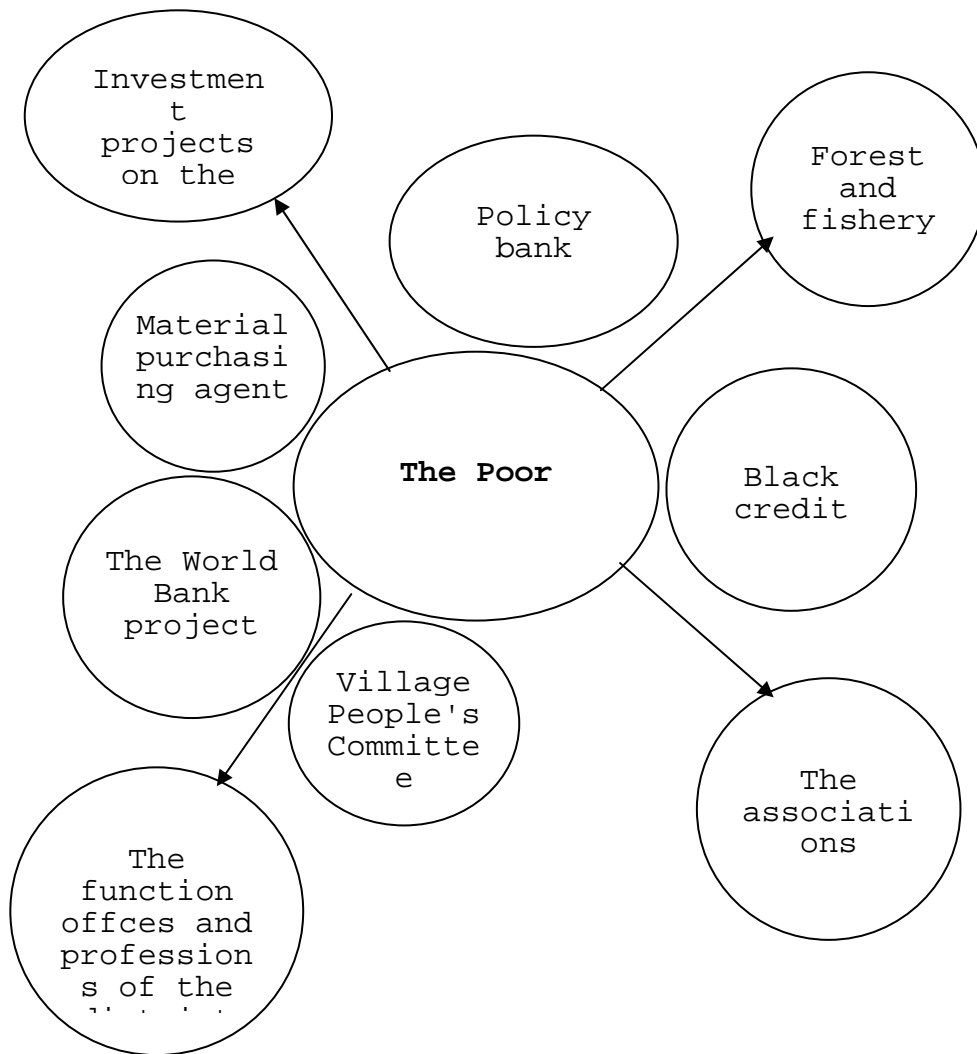 Investmen
t
projects
on the
Policy
bank
Forest
and
fishery
Material
purchasi
ng agent
The Poor
Black
credit
The World
Bank
project
Village
People's
Committe
e
The
associati
ons
The
function
offces and
profession
s of the